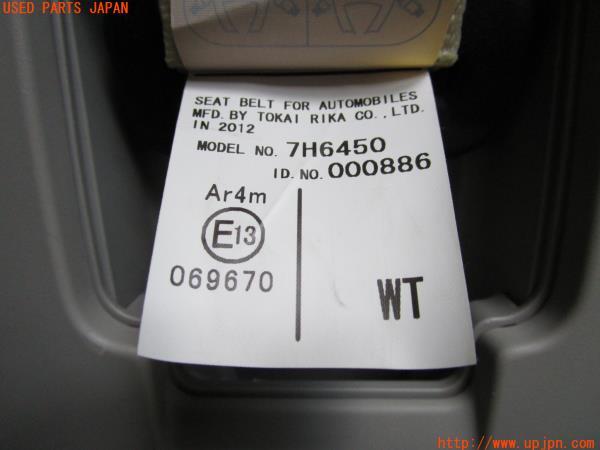 USED PARTS JAPAN
SEAT BELT FOR AUTOMOBILES
MFD. BY TOKAI RIKA CO., LTD.
IN 2012
MODEL NO. 7H6450
ID. NO. 000886
Ar4m
E13
069670
WT
http://www.upjpn.com